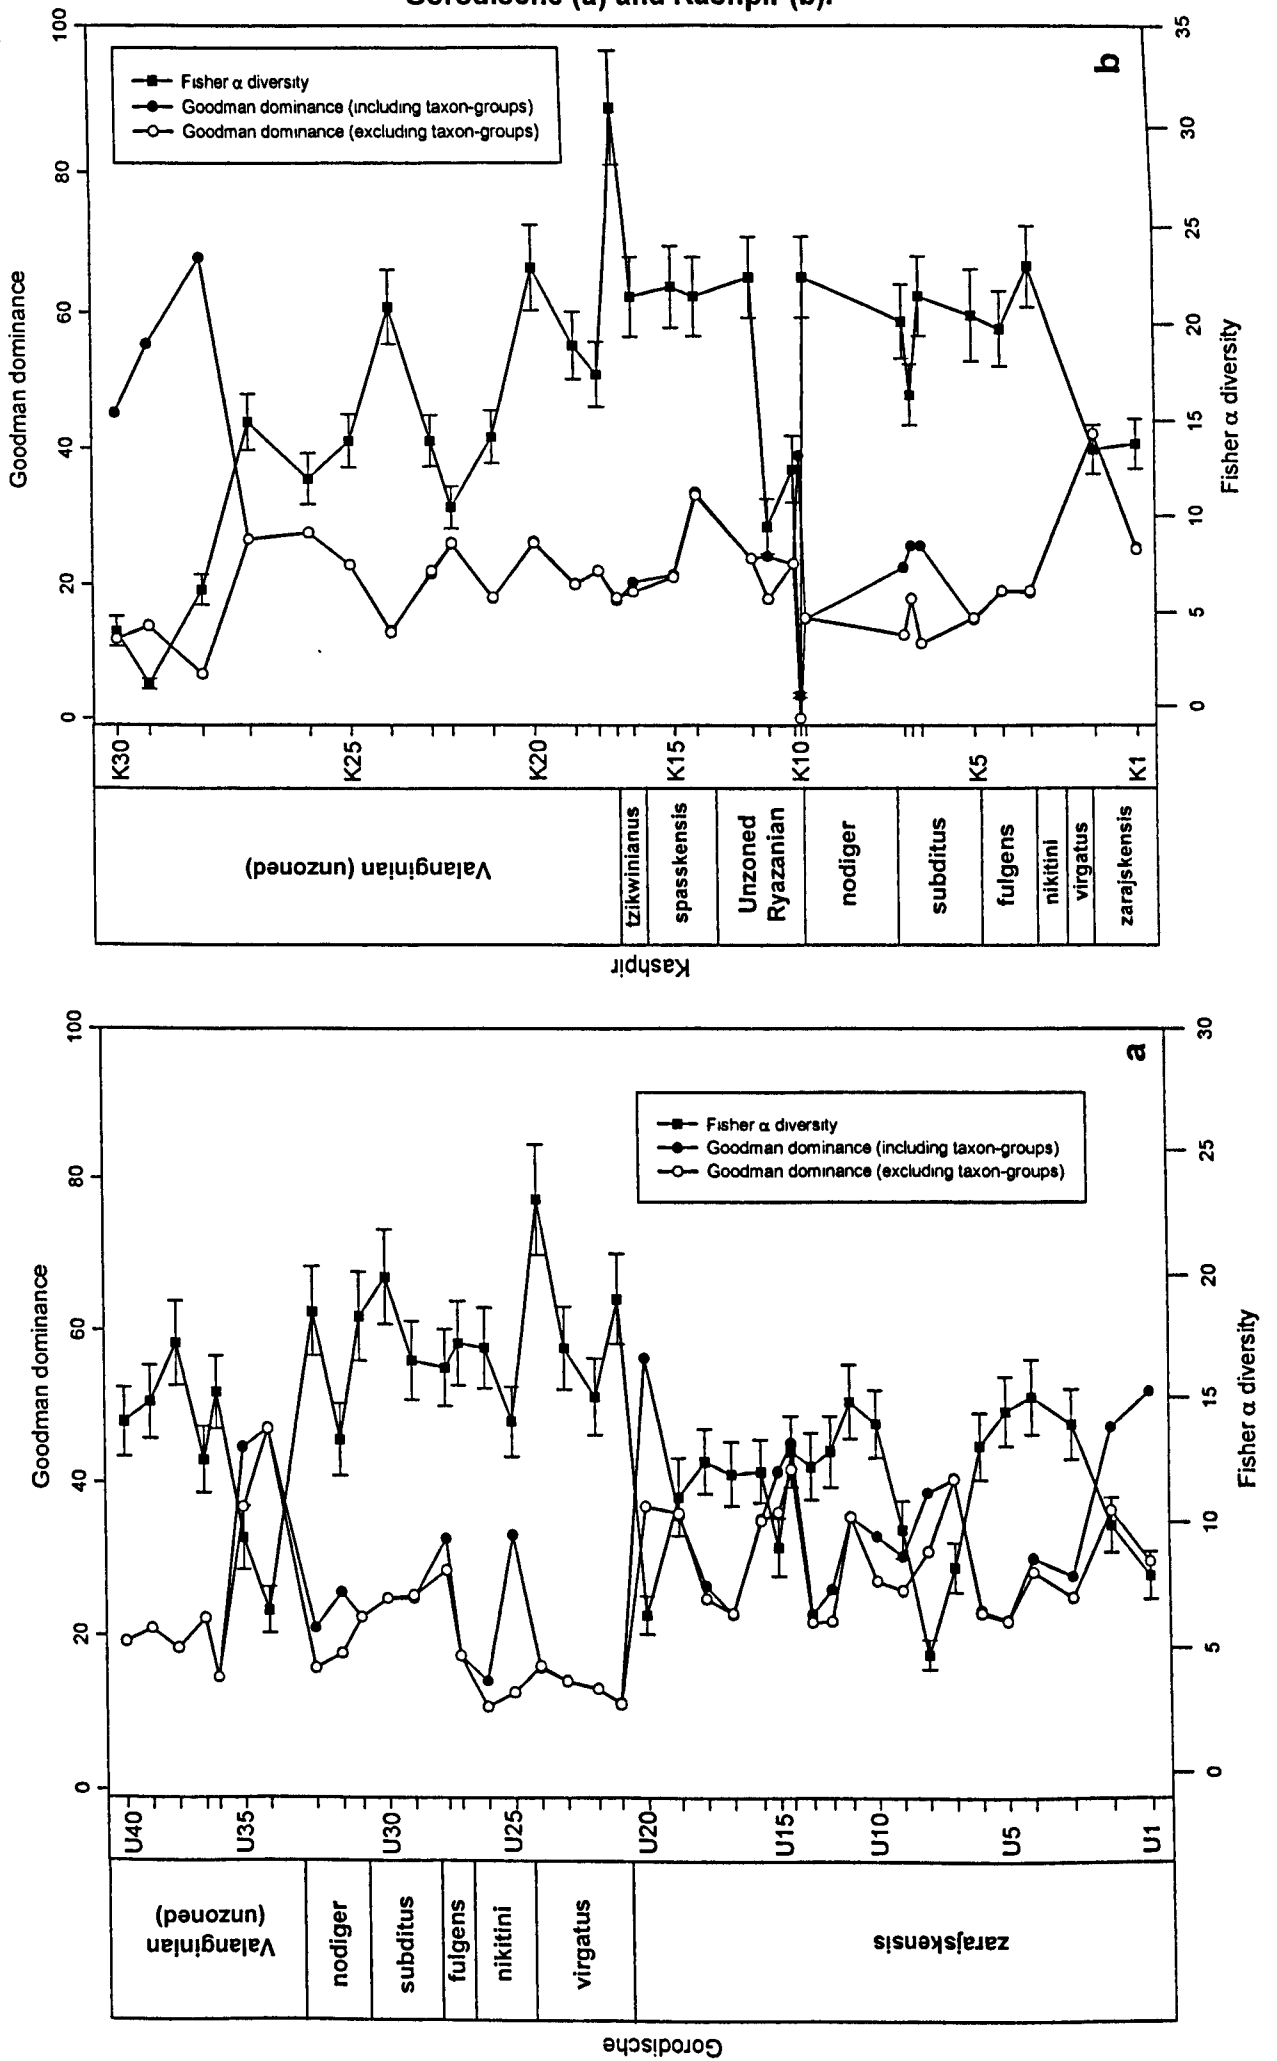 Gorodische (a) and Kashpir (b).
100
80
60
40
20
0
Goodman dominance
35
30
25
20
15
10
5
0
Fisher α diversity
b
Fisher α diversity
Goodman dominance (including taxon-groups)
Goodman dominance (excluding taxon-groups)
K30
K25
K20
K15
K10
K5
K1
Valanginian (unzoned)
tzikwinianus
spasskensis
Unzoned
Ryazanian
nodiger
subditus
fulgens
nikitini
virgatus
zarajskensis
Kashpir
100
80
60
40
20
0
Goodman dominance
30
25
20
15
10
5
0
Fisher α diversity
a
Fisher α diversity
Goodman dominance (including taxon-groups)
Goodman dominance (excluding taxon-groups)
U40
U35
U30
U25
U20
U15
U10
U5
U1
Valanginian
(unzoned)
nodiger
subditus
fulgens
nikitini
virgatus
zarajskensis
Gorodische